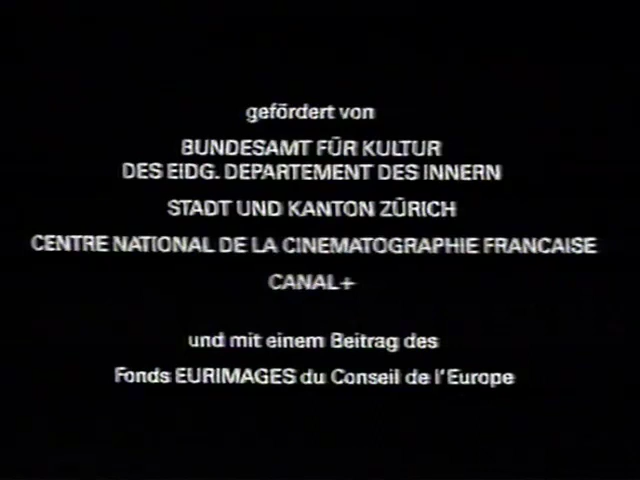 gefördert von
BUNDESAMT FÜR KULTUR
DES EIDG. DEPARTEMENT DES INNERN
STADT UND KANTON ZÜRICH
CENTRE NATIONAL DE LA CINEMATOGRAPHIE FRANCAISE
CANAL+
und mit einem Beitrag des
Fonds EURIMAGES du Conseil de l'Europe